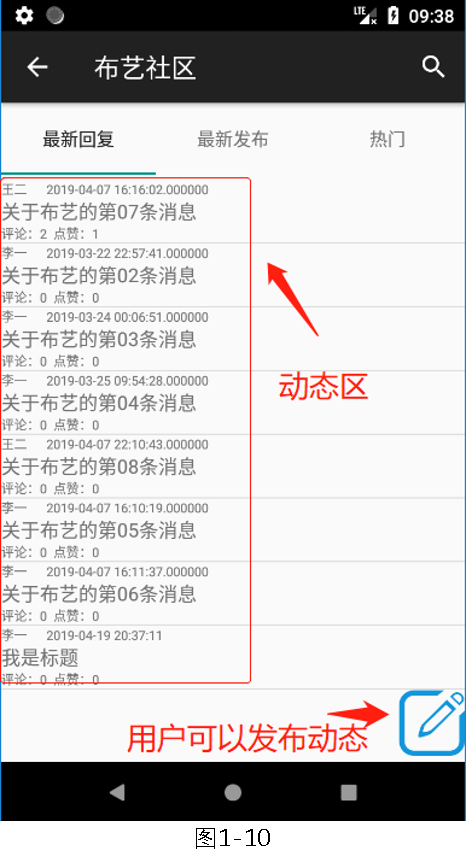 LTE 09:38
布艺社区
最新回复 最新发布 热门
王二 2019-04-07 16:16:02.000000
关于布艺的第07条消息
评论：2 点赞：1
李一 2019-03-22 22:57:41.000000
关于布艺的第02条消息
评论：0 点赞：0
李一 2019-03-24 00:06:51.000000
关于布艺的第03条消息
评论：0 点赞：0
李一 2019-03-25 09:54:28.000000
关于布艺的第04条消息
评论：0 点赞：0
动态区
王二 2019-04-07 22:10:43.000000
关于布艺的第08条消息
评论：0 点赞：0
李一 2019-04-07 16:10:19.000000
关于布艺的第05条消息
评论：0 点赞：0
李一 2019-04-07 16:11:37.000000
关于布艺的第06条消息
评论：0 点赞：0
李一 2019-04-19 20:37:11
我是标题
评论：0 点赞：0
用户可以发布动态
图1-10